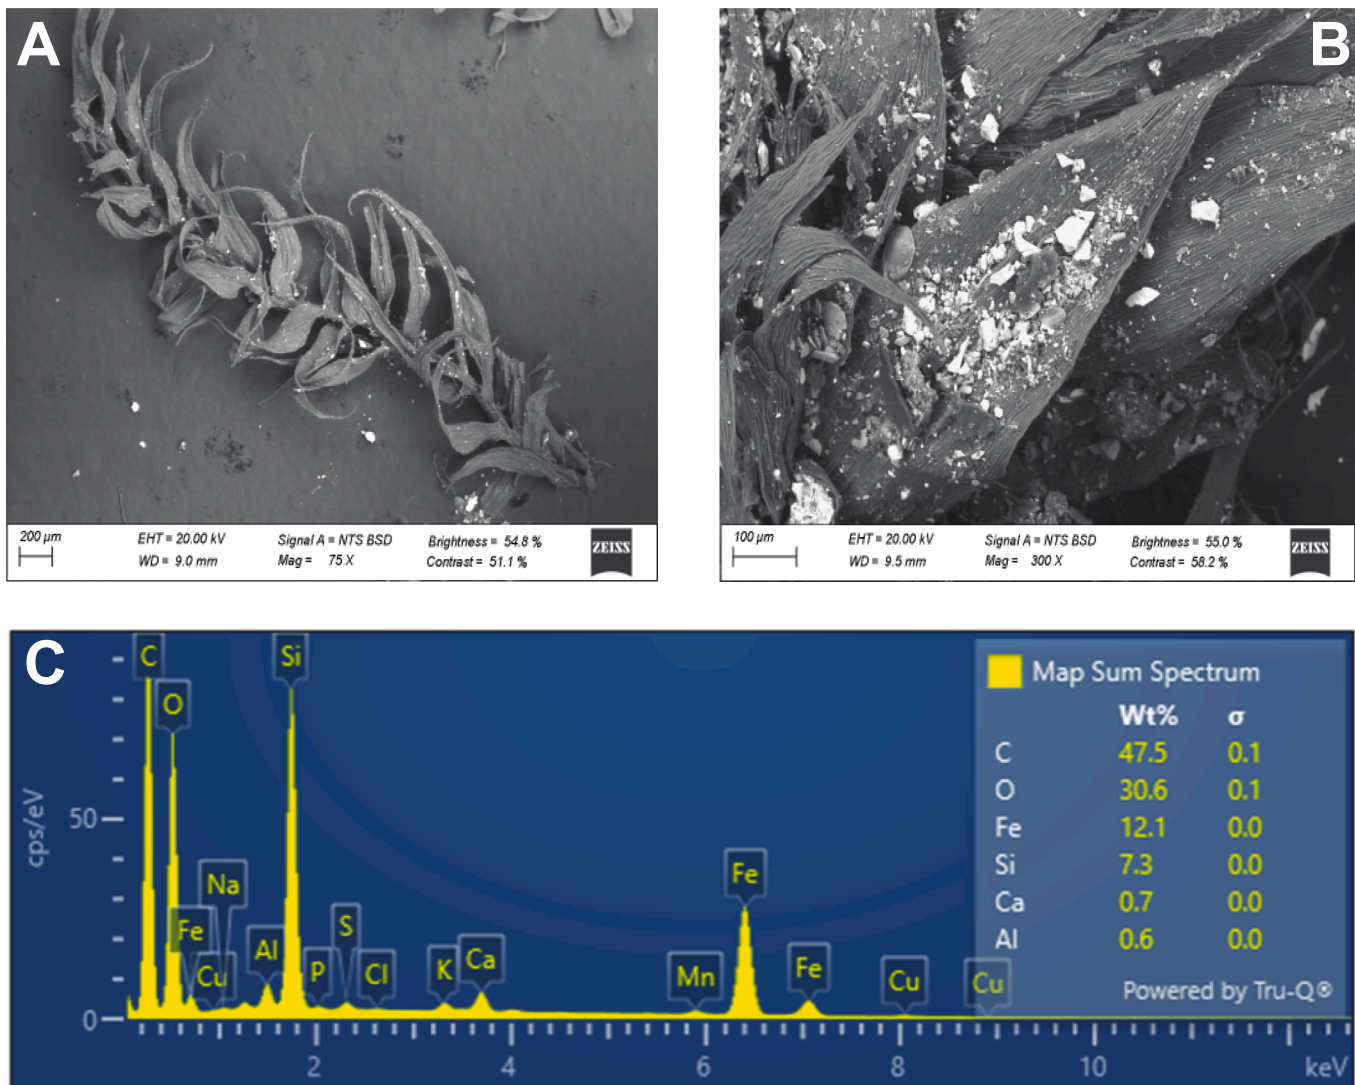 A
200 µm
EHT = 20.00 kV
Signal A = NTS BSD
Brightness = 54.8 %
WD = 9.0 mm
Mag = 75 X
Contrast = 51.1 %
ZEISS
B
100 µm
EHT = 20.00 kV
Signal A = NTS BSD
Brightness = 55.0 %
WD = 9.5 mm
Mag = 300 X
Contrast = 58.2 %
ZEISS
C
cps/eV
50
0
C
O
Fe
Na
Cu
Al
Si
P
S
Cl
K
Ca
Mn
Fe
Fe
Cu
Cu
2 4 6 8 10 keV
Map Sum Spectrum
Wt% σ
C 47.5 0.1
O 30.6 0.1
Fe 12.1 0.0
Si 7.3 0.0
Ca 0.7 0.0
Al 0.6 0.0
Powered by Tru-Q®